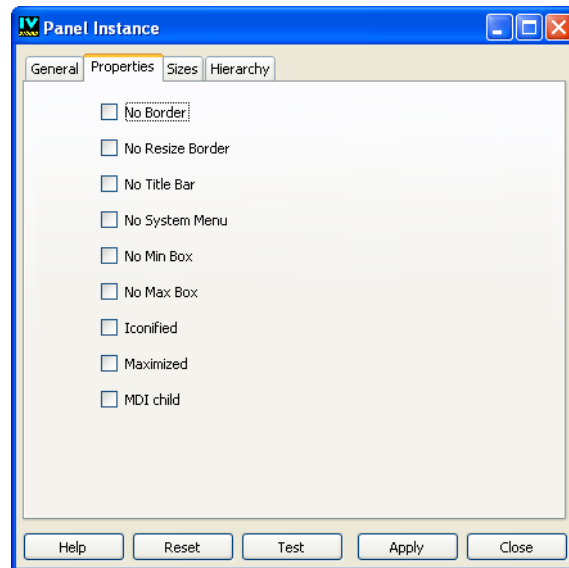 IV
Panel Instance
General Properties Sizes Hierarchy
No Border
No Resize Border
No Title Bar
No System Menu
No Min Box
No Max Box
Iconified
Maximized
MDI child
Help Reset Test Apply Close